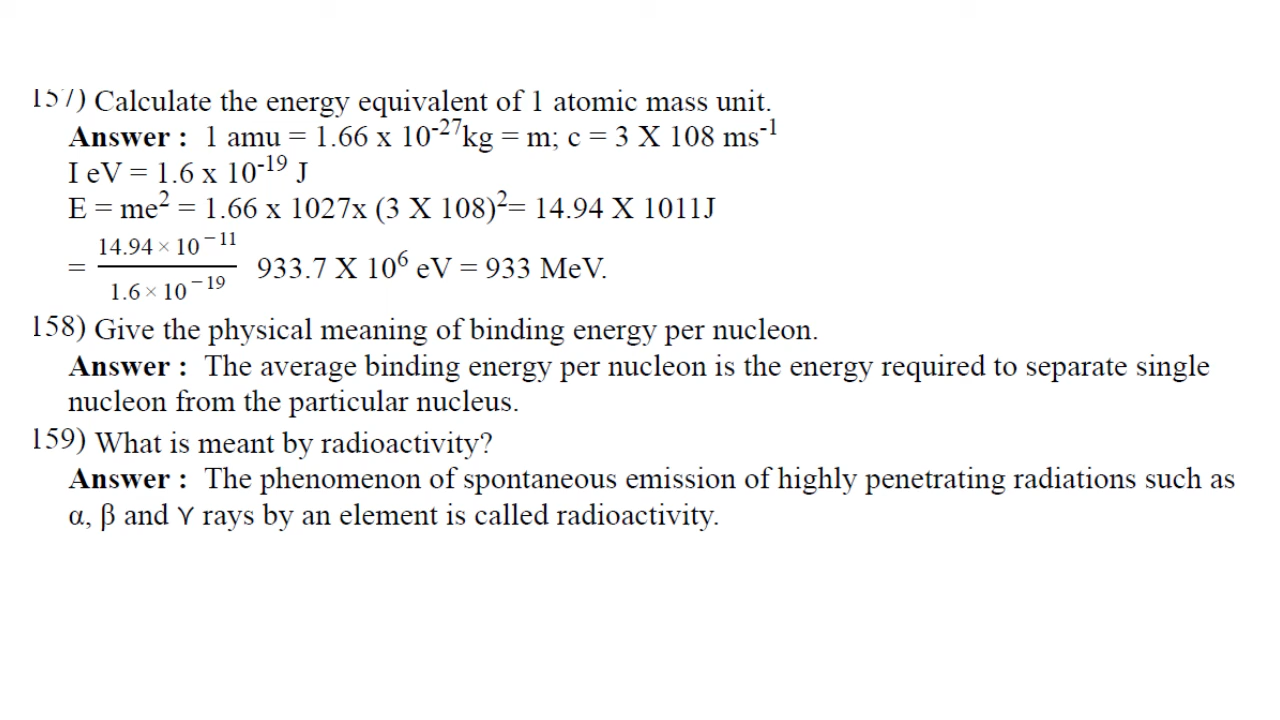 157) Calculate the energy equivalent of 1 atomic mass unit.
Answer : 1 amu = 1.66 x 10⁻²⁷kg = m; c = 3 X 108 ms⁻¹
I eV = 1.6 x 10⁻¹⁹ J
E = me² = 1.66 x 1027x (3 X 108)²= 14.94 X 1011J
= 14.94 × 10⁻¹¹ / 1.6 × 10⁻¹⁹ 933.7 X 10⁶ eV = 933 MeV.
158) Give the physical meaning of binding energy per nucleon.
Answer : The average binding energy per nucleon is the energy required to separate single
nucleon from the particular nucleus.
159) What is meant by radioactivity?
Answer : The phenomenon of spontaneous emission of highly penetrating radiations such as
α, β and ϒ rays by an element is called radioactivity.